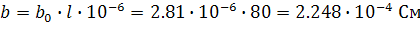 b = b₀ · l · 10⁻⁶ = 2.81 · 10⁻⁶ · 80 = 2.248 · 10⁻⁴ См